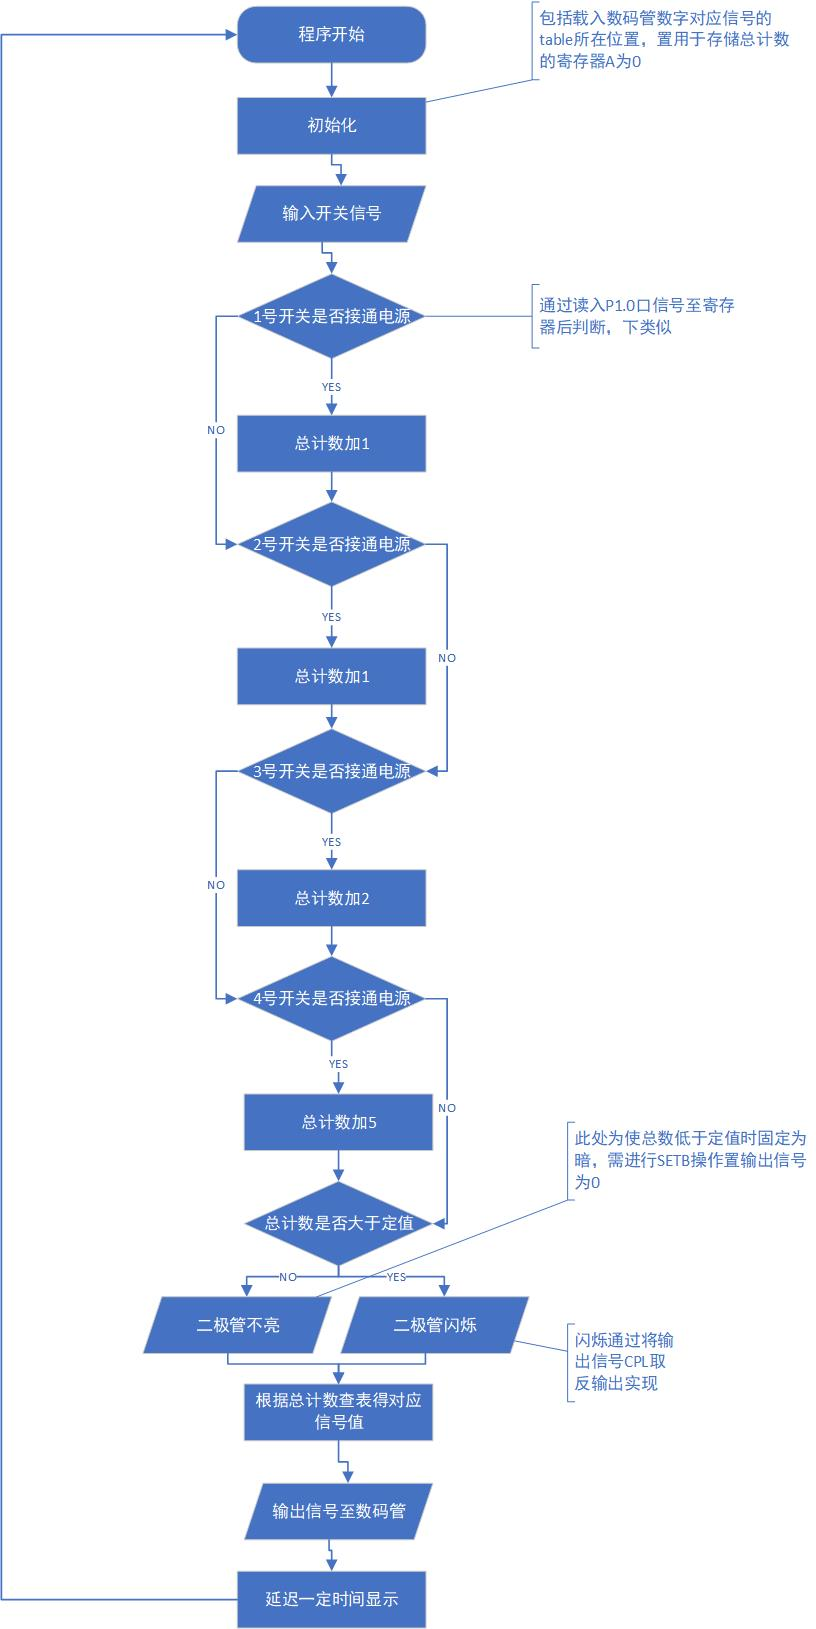 程序开始
包括载入数码管数字对应信号的
table所在位置，置用于存储总计数
的寄存器A为0
初始化
输入开关信号
1号开关是否接通电源
通过读入P1.0口信号至寄存
器后判断，下类似
YES
NO
总计数加1
2号开关是否接通电源
YES
NO
总计数加1
3号开关是否接通电源
YES
NO
总计数加2
4号开关是否接通电源
YES
NO
总计数加5
此处为使总数低于定值时固定为
暗，需进行SETB操作置输出信号
为0
总计数是否大于定值
NO
YES
二极管不亮
二极管闪烁
闪烁通过将输
出信号CPL取
反输出实现
根据总计数查表得对应
信号值
输出信号至数码管
延迟一定时间显示